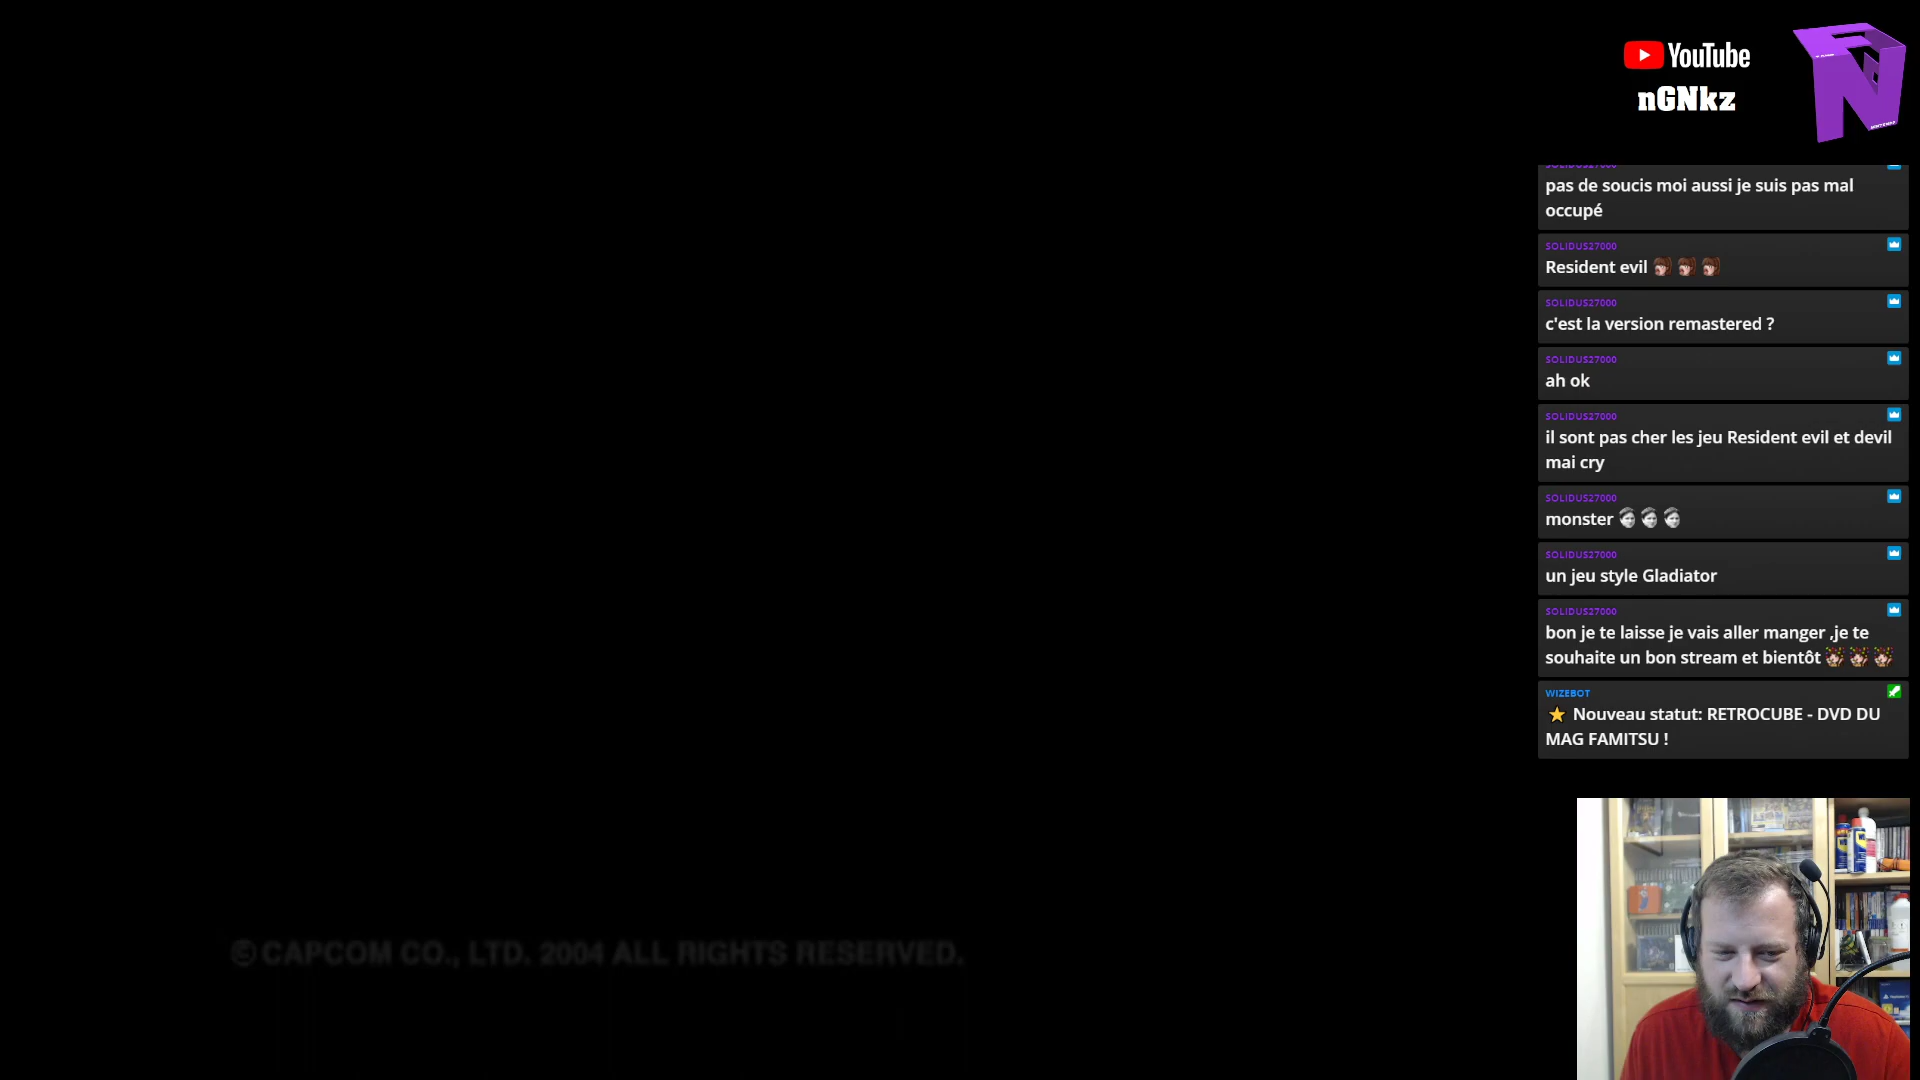 YouTube
nGNkz
SOLIDUS27000
pas de soucis moi aussi je suis pas mal
occupé
SOLIDUS27000
Resident evil
SOLIDUS27000
c'est la version remastered ?
SOLIDUS27000
ah ok
SOLIDUS27000
il sont pas cher les jeu Resident evil et devil
mai cry
SOLIDUS27000
monster
SOLIDUS27000
un jeu style Gladiator
SOLIDUS27000
bon je te laisse je vais aller manger ,je te
souhaite un bon stream et bientôt
WIZEBOT
Nouveau statut: RETROCUBE - DVD DU
MAG FAMITSU !
© CAPCOM CO., LTD. 2004 ALL RIGHTS RESERVED.